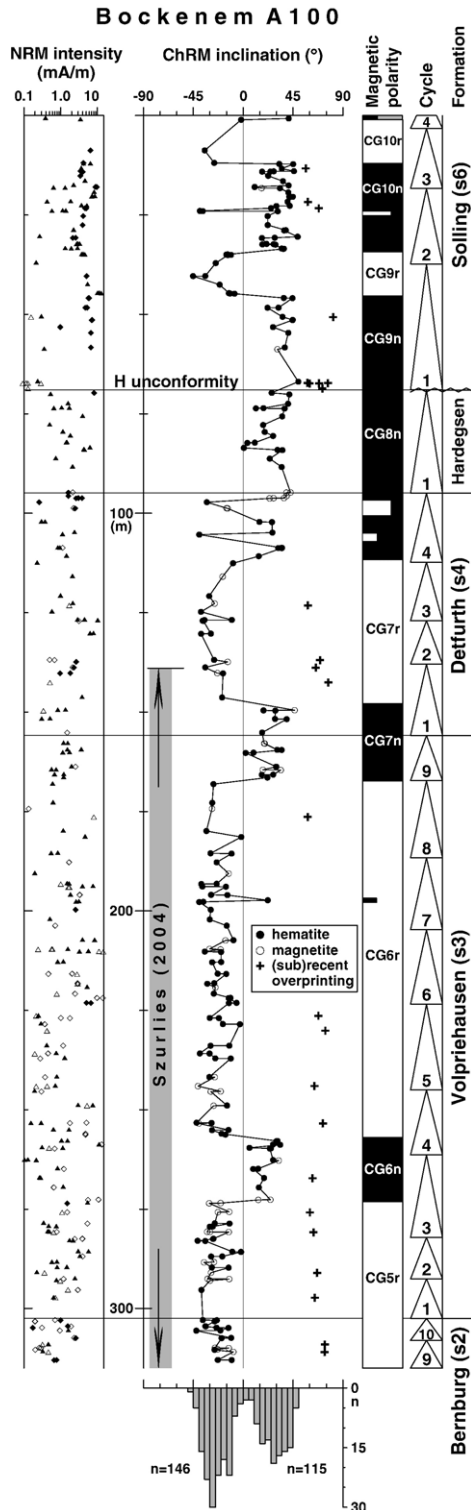 Bockenem A100
NRM intensity
(mA/m)
ChRM inclination (°)
Magnetic
polarity
Cycle
Formation
0.1 1.0 10
-90 -45 0 45 90
4
CG10r
3
CG10n
2
CG9r
CG9n
1
Solling (s6)
H unconformity
CG8n
1
Hardegsen
100
(m)
4
CG7r
3
2
1
Detfurth (s4)
CG7n
9
8
7
200
CG6r
6
5
4
CG6n
3
2
CG5r
1
Volpriehausen (s3)
300
10
9
Bernburg (s2)
Szurlies (2004)
hematite
magnetite
(sub)recent
overprinting
0
n
15
30
n=146
n=115